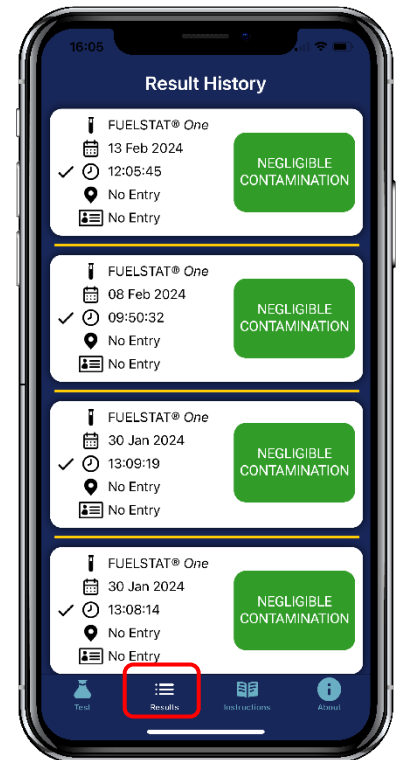 16:05
Result History
FUELSTAT® One
13 Feb 2024
12:05:45
No Entry
No Entry
NEGLIGIBLE
CONTAMINATION
FUELSTAT® One
08 Feb 2024
09:50:32
No Entry
No Entry
NEGLIGIBLE
CONTAMINATION
FUELSTAT® One
30 Jan 2024
13:09:19
No Entry
No Entry
NEGLIGIBLE
CONTAMINATION
FUELSTAT® One
30 Jan 2024
13:08:14
No Entry
No Entry
NEGLIGIBLE
CONTAMINATION
Test
Results
Instructions
About